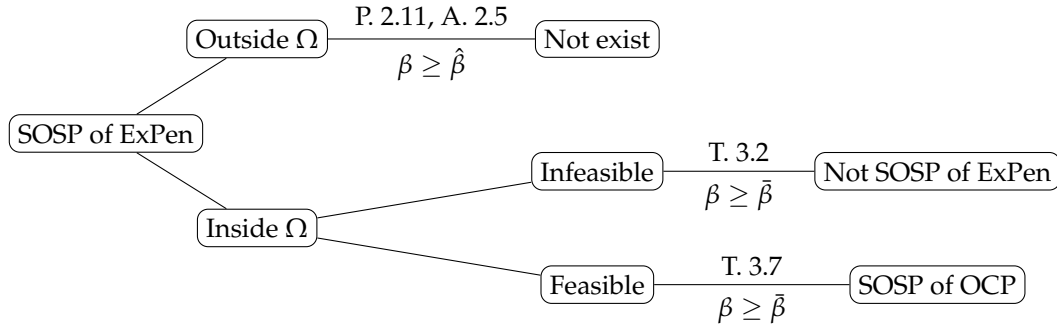 P. 2.11, A. 2.5
Outside Ω
Not exist
β ≥ β̂
SOSP of ExPen
T. 3.2
Infeasible
Not SOSP of ExPen
β ≥ β̄
Inside Ω
T. 3.7
Feasible
SOSP of OCP
β ≥ β̄